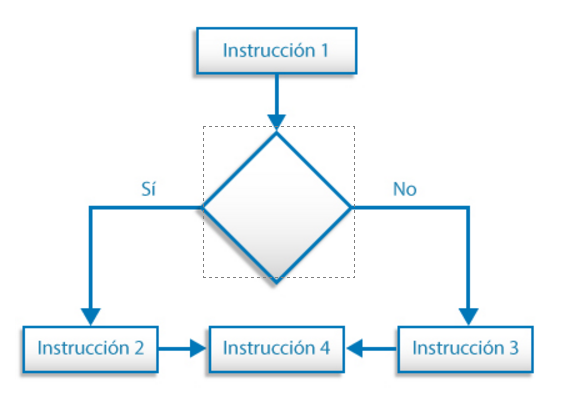 Instrucción 1
Sí
No
Instrucción 2
Instrucción 4
Instrucción 3